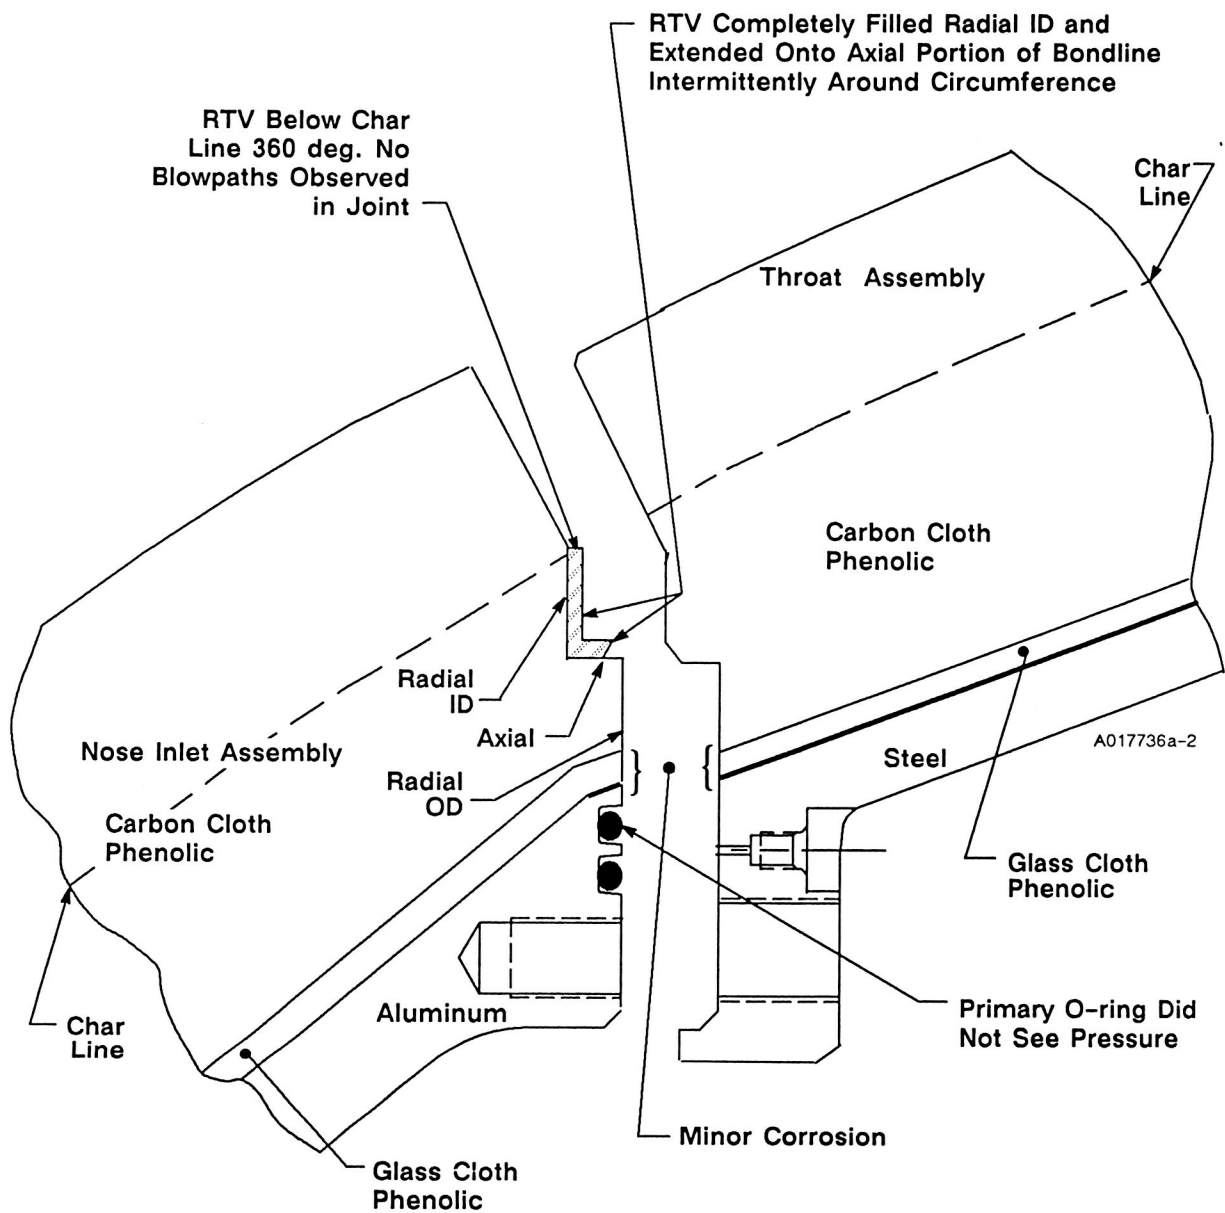 RTV Completely Filled Radial ID and
Extended Onto Axial Portion of Bondline
Intermittently Around Circumference
RTV Below Char
Line 360 deg. No
Blowpaths Observed
in Joint
Char
Line
Throat Assembly
Carbon Cloth
Phenolic
Radial
ID
Axial
Nose Inlet Assembly
Radial
OD
Steel
A017736a-2
Carbon Cloth
Phenolic
Glass Cloth
Phenolic
Aluminum
Char
Line
Primary O-ring Did
Not See Pressure
Minor Corrosion
Glass Cloth
Phenolic